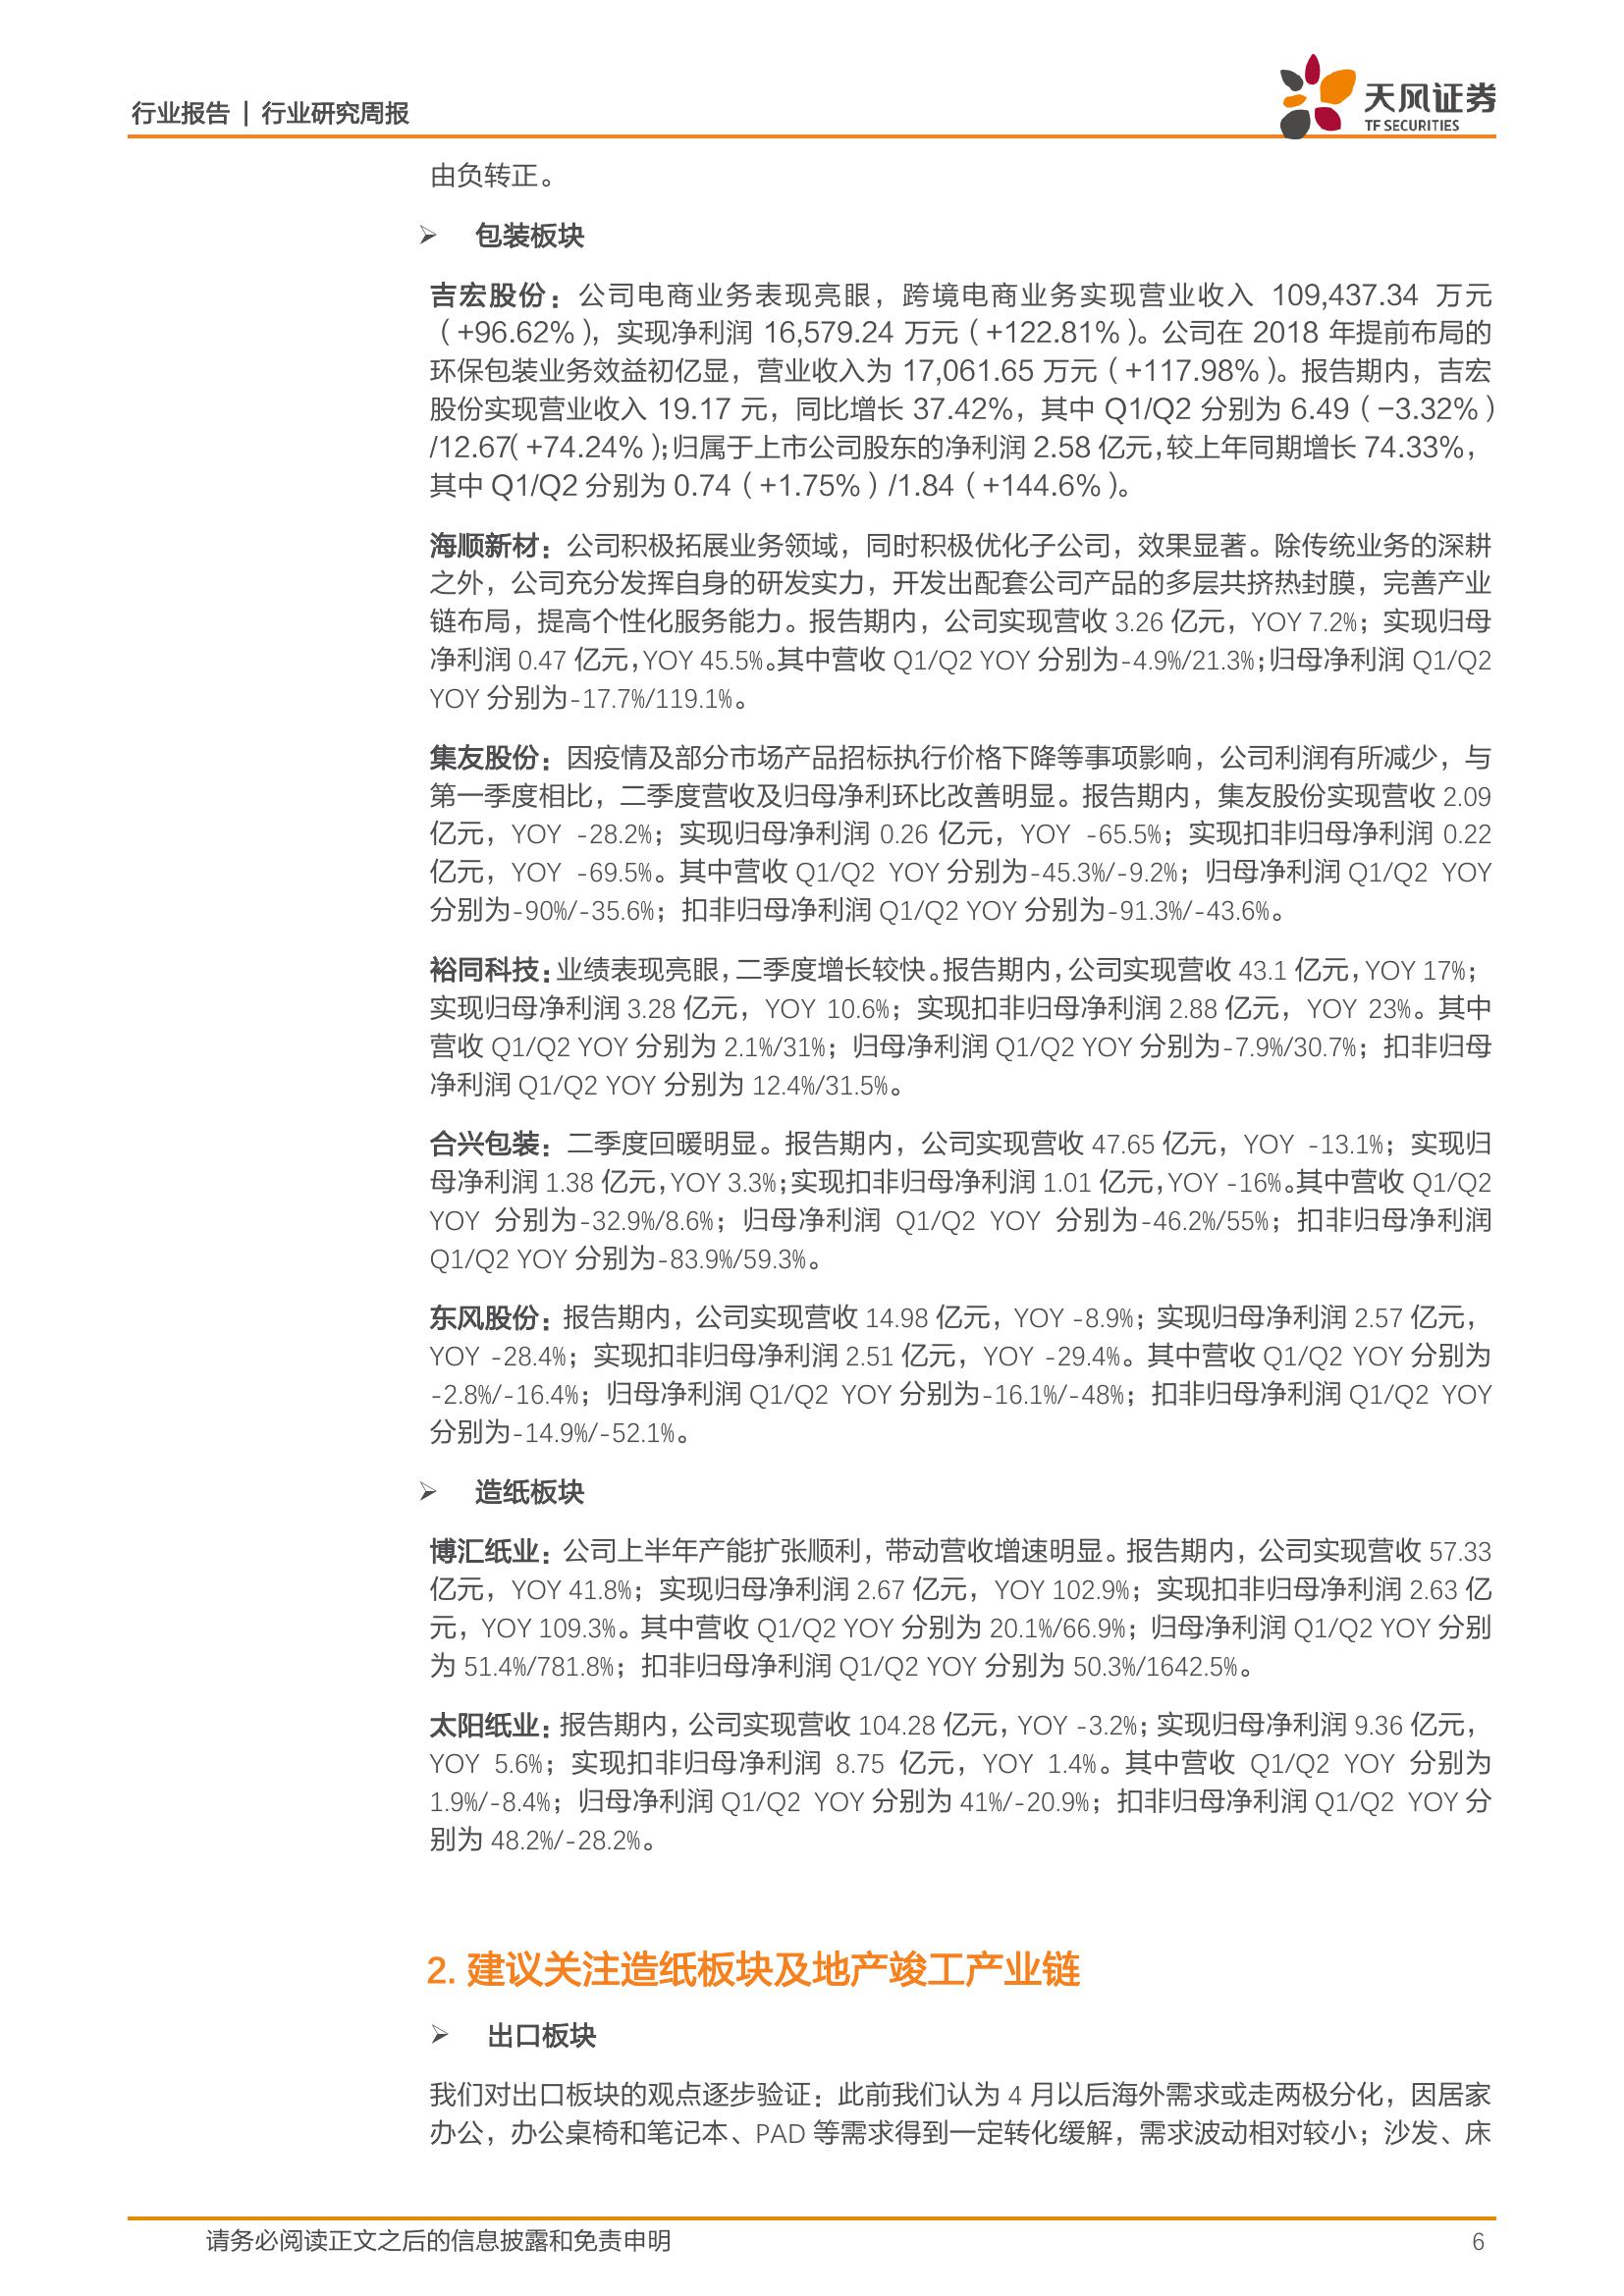 行业报告 | 行业研究周报
天风证券
TF SECURITIES
由负转正。
➢ 包装板块
吉宏股份：公司电商业务表现亮眼，跨境电商业务实现营业收入 109,437.34 万元
（+96.62%），实现净利润 16,579.24 万元（+122.81%）。公司在 2018 年提前布局的
环保包装业务效益初亿显，营业收入为 17,061.65 万元（+117.98%）。报告期内，吉宏
股份实现营业收入 19.17 元，同比增长 37.42%，其中 Q1/Q2 分别为 6.49（-3.32%）
/12.67（+74.24%）；归属于上市公司股东的净利润 2.58 亿元，较上年同期增长 74.33%，
其中 Q1/Q2 分别为 0.74（+1.75%）/1.84（+144.6%）。
海顺新材：公司积极拓展业务领域，同时积极优化子公司，效果显著。除传统业务的深耕
之外，公司充分发挥自身的研发实力，开发出配套公司产品的多层共挤热封膜，完善产业
链布局，提高个性化服务能力。报告期内，公司实现营收 3.26 亿元，YOY 7.2%；实现归母
净利润 0.47 亿元，YOY 45.5%。其中营收 Q1/Q2 YOY 分别为-4.9%/21.3%；归母净利润 Q1/Q2
YOY 分别为-17.7%/119.1%。
集友股份：因疫情及部分市场产品招标执行价格下降等事项影响，公司利润有所减少，与
第一季度相比，二季度营收及归母净利环比改善明显。报告期内，集友股份实现营收 2.09
亿元，YOY -28.2%；实现归母净利润 0.26 亿元，YOY -65.5%；实现扣非归母净利润 0.22
亿元，YOY -69.5%。其中营收 Q1/Q2 YOY 分别为-45.3%/-9.2%；归母净利润 Q1/Q2 YOY
分别为-90%/-35.6%；扣非归母净利润 Q1/Q2 YOY 分别为-91.3%/-43.6%。
裕同科技：业绩表现亮眼，二季度增长较快。报告期内，公司实现营收 43.1 亿元，YOY 17%；
实现归母净利润 3.28 亿元，YOY 10.6%；实现扣非归母净利润 2.88 亿元，YOY 23%。其中
营收 Q1/Q2 YOY 分别为 2.1%/31%；归母净利润 Q1/Q2 YOY 分别为-7.9%/30.7%；扣非归母
净利润 Q1/Q2 YOY 分别为 12.4%/31.5%。
合兴包装：二季度回暖明显。报告期内，公司实现营收 47.65 亿元，YOY -13.1%；实现归
母净利润 1.38 亿元，YOY 3.3%；实现扣非归母净利润 1.01 亿元，YOY -16%。其中营收 Q1/Q2
YOY 分别为-32.9%/8.6%；归母净利润 Q1/Q2 YOY 分别为-46.2%/55%；扣非归母净利润
Q1/Q2 YOY 分别为-83.9%/59.3%。
东风股份：报告期内，公司实现营收 14.98 亿元，YOY -8.9%；实现归母净利润 2.57 亿元，
YOY -28.4%；实现扣非归母净利润 2.51 亿元，YOY -29.4%。其中营收 Q1/Q2 YOY 分别为
-2.8%/-16.4%；归母净利润 Q1/Q2 YOY 分别为-16.1%/-48%；扣非归母净利润 Q1/Q2 YOY
分别为-14.9%/-52.1%。
➢ 造纸板块
博汇纸业：公司上半年产能扩张顺利，带动营收增速明显。报告期内，公司实现营收 57.33
亿元，YOY 41.8%；实现归母净利润 2.67 亿元，YOY 102.9%；实现扣非归母净利润 2.63 亿
元，YOY 109.3%。其中营收 Q1/Q2 YOY 分别为 20.1%/66.9%；归母净利润 Q1/Q2 YOY 分别
为 51.4%/781.8%；扣非归母净利润 Q1/Q2 YOY 分别为 50.3%/1642.5%。
太阳纸业：报告期内，公司实现营收 104.28 亿元，YOY -3.2%；实现归母净利润 9.36 亿元，
YOY 5.6%；实现扣非归母净利润 8.75 亿元，YOY 1.4%。其中营收 Q1/Q2 YOY 分别为
1.9%/-8.4%；归母净利润 Q1/Q2 YOY 分别为 41%/-20.9%；扣非归母净利润 Q1/Q2 YOY 分
别为 48.2%/-28.2%。
2. 建议关注造纸板块及地产竣工产业链
➢ 出口板块
我们对出口板块的观点逐步验证：此前我们认为 4 月以后海外需求或走两极分化，因居家
办公，办公桌椅和笔记本、PAD 等需求得到一定转化缓解，需求波动相对较小；沙发、床
请务必阅读正文之后的信息披露和免责申明
6